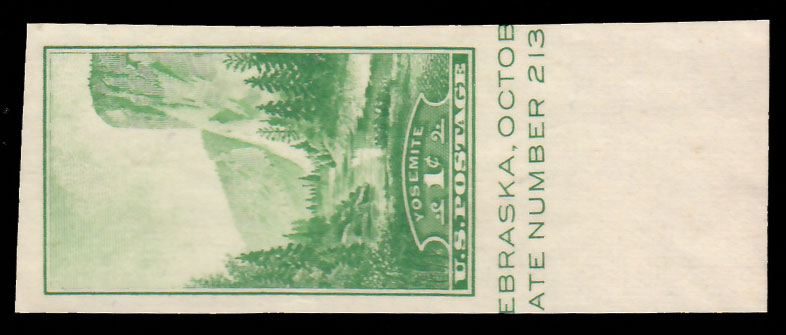 YOSEMITE
1¢
U.S. POSTAGE
EBRASKA, OCTOB
ATE NUMBER 213